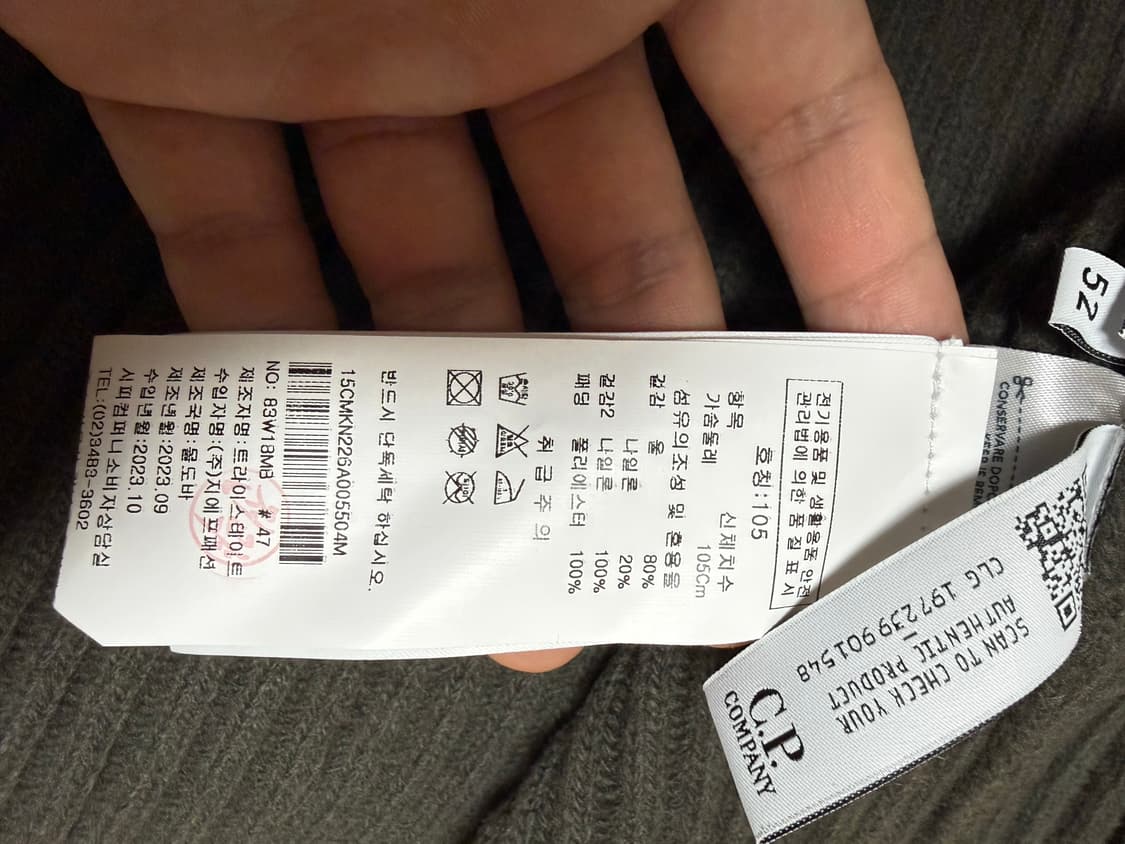 전기용품 및 생활용품 안전
관리법에 의한 품질표시
호칭:105
항목 신체치수
가슴둘레 105Cm
섬유의조성 및 혼용율
겉감 울 80%
나일론 20%
겉감2 나일론 100%
패딩 폴리에스터 100%
취급주의
반드시 단독세탁 하십시오.
15CMKN226A005504M
NO: 83W18MB #47
제조자명:트라이스테이트
수입자명:(주)지에프패션
제조국명:몰도바
제조년월:2023.09
수입년월:2023.10
시피컴퍼니소비자상담실
TEL:(02)3483-3602
52
CONSERVARE
SCAN TO CHECK YOUR
AUTHENTIC PRODUCT
CLG 197239901548
C.P.
COMPANY